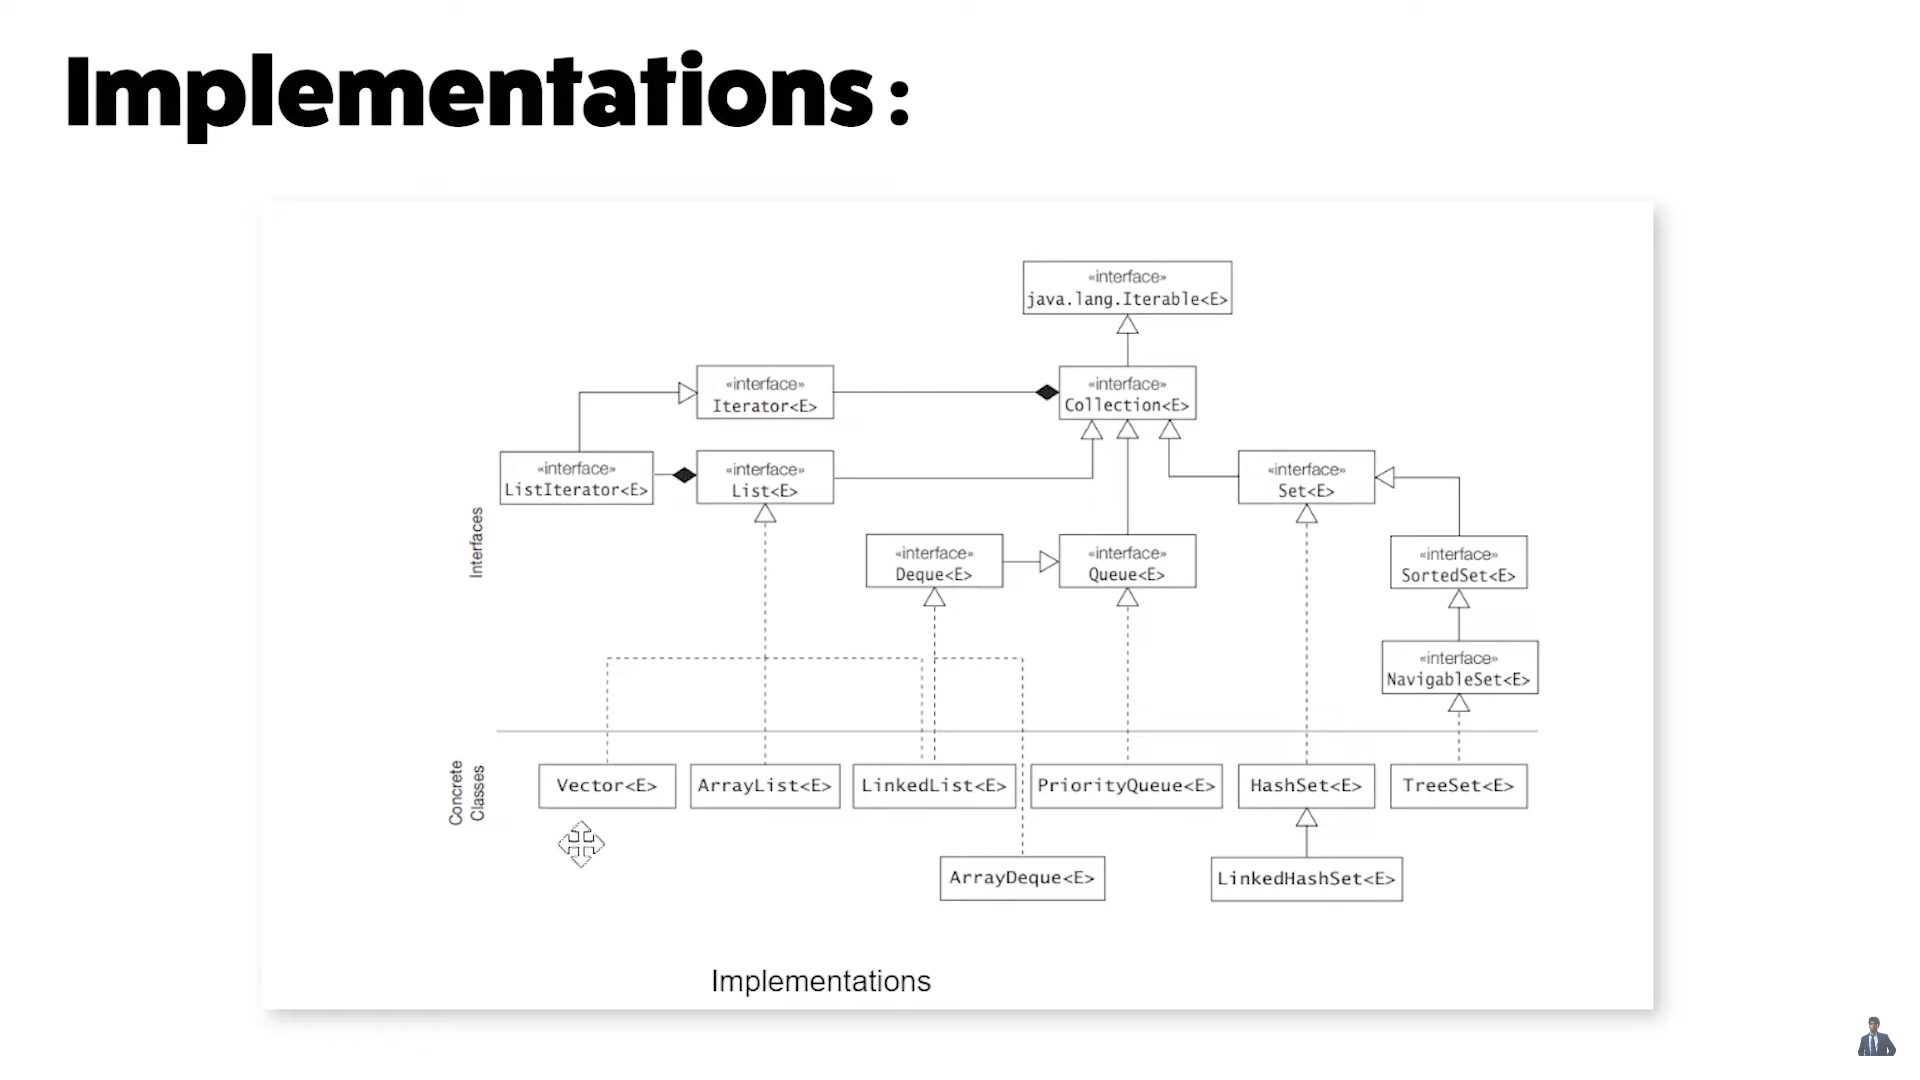 Implementations:
«interface»
java.lang.Iterable<E>
«interface»
Iterator<E>
«interface»
Collection<E>
«interface»
ListIterator<E>
«interface»
List<E>
«interface»
Set<E>
Interfaces
«interface»
Deque<E>
«interface»
Queue<E>
«interface»
SortedSet<E>
«interface»
NavigableSet<E>
Concrete
Classes
Vector<E>
ArrayList<E>
LinkedList<E>
PriorityQueue<E>
HashSet<E>
TreeSet<E>
ArrayDeque<E>
LinkedHashSet<E>
Implementations